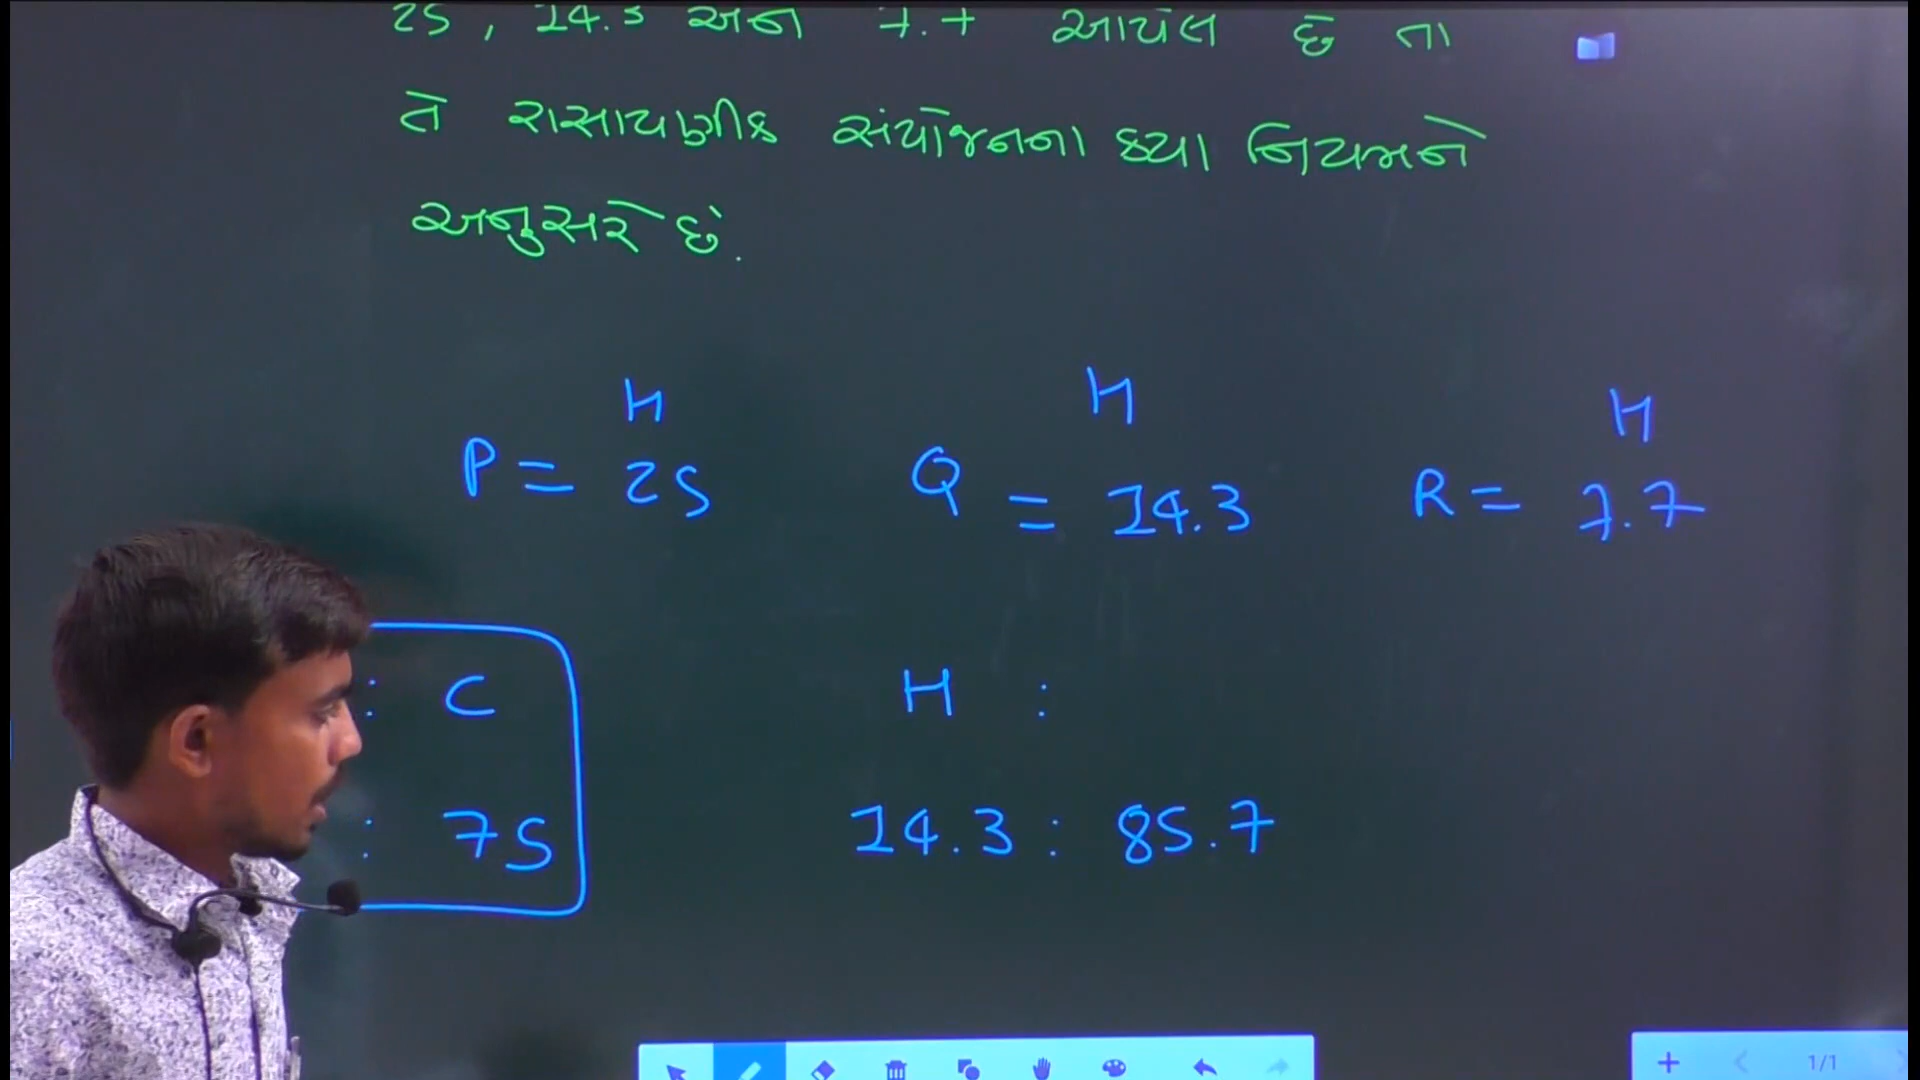 25, 14.3 અને 7.7 આપેલ છે તો
તે રાસાયણીક સંયોજનના કયા નિયમને
અનુસરે છે.
H H H
P = 25 Q = 14.3 R = 7.7
: C H :
: 75 14.3 : 85.7
1/1